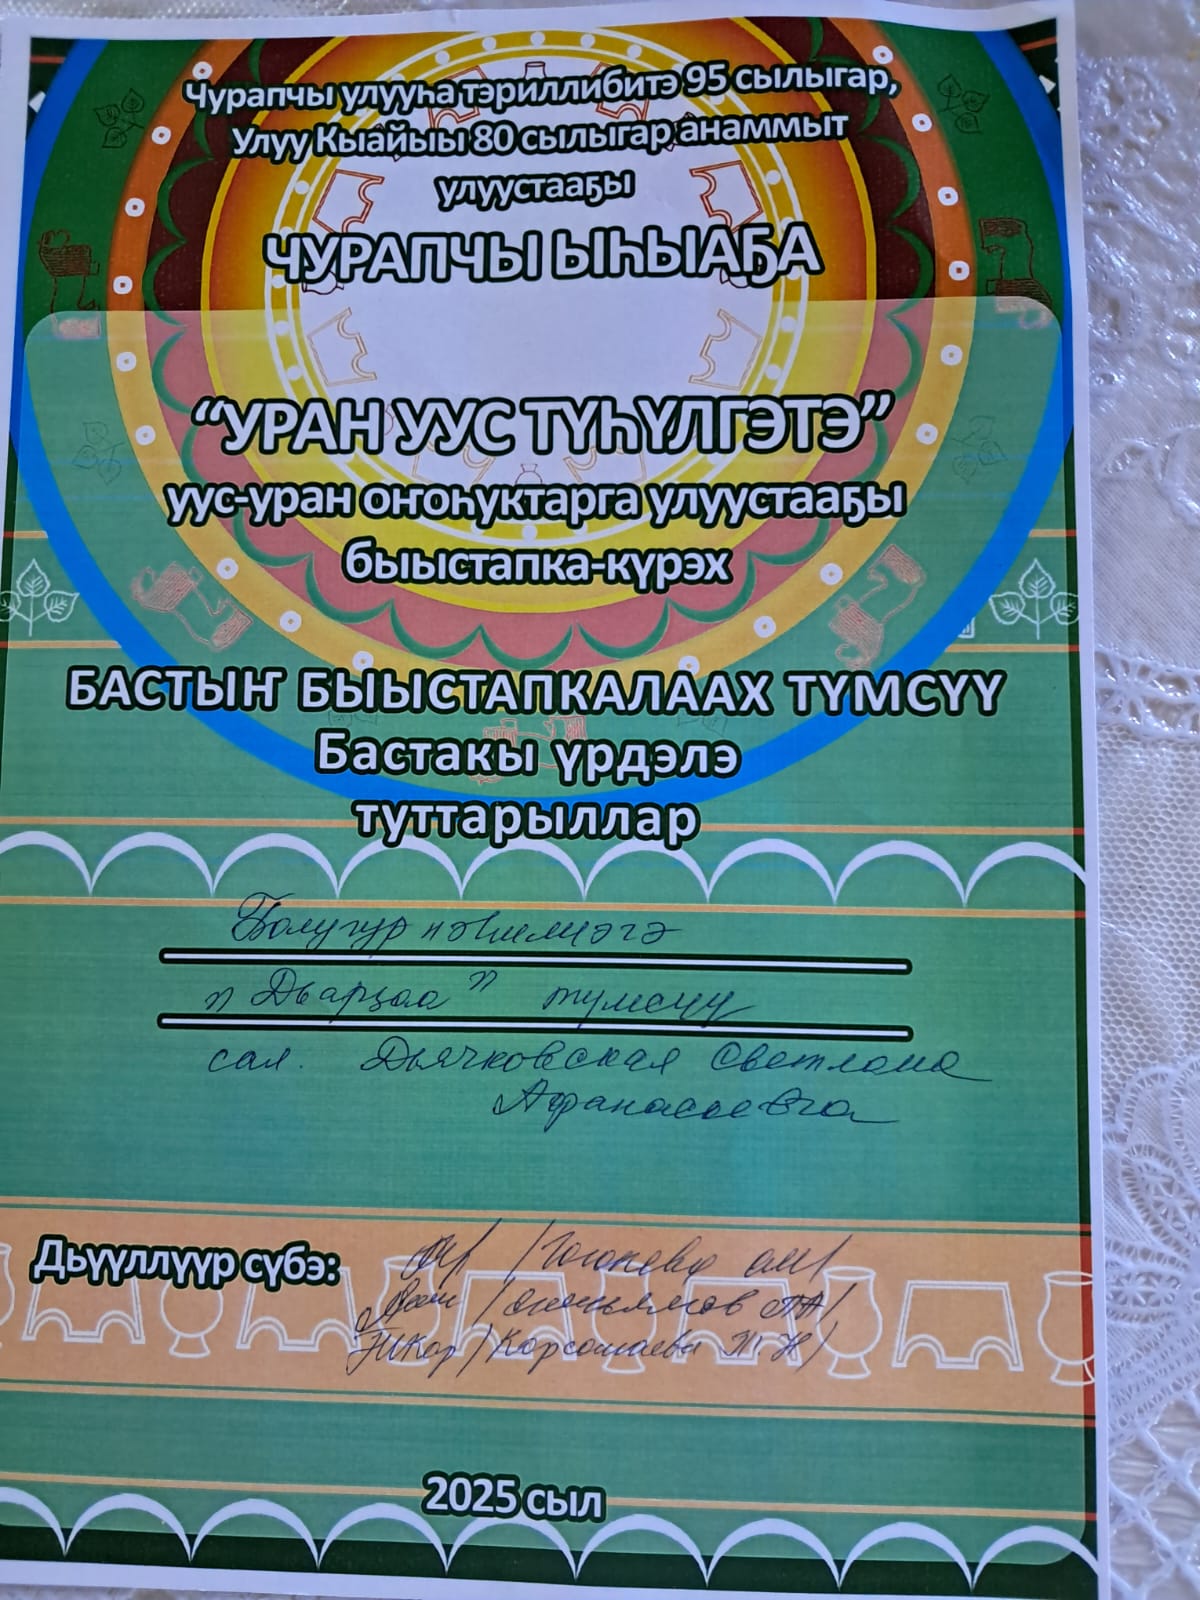 Чурапчы улууһа тэриллибитэ 95 сылыгар,
Улуу Кыайыы 80 сылыгар анаммыт
улуустааҕы
ЧУРАПЧЫ ЫҺЫАҔА
“УРАН УУС ТҮҺҮЛГЭТЭ”
уус-уран оҥоһуктарга улуустааҕы
быыстапка-күрэх
БАСТЫҤ БЫЫСТАПКАЛААХ ТҮМСҮҮ
Бастакы үрдэлэ
туттарыллар
Болугур нэһилиэгэ
"Дьарҕаа" түмсүү
сал. Дьячковская Светлана
Афанасьевна
Дьүүллүүр сүбэ:
2025 сыл